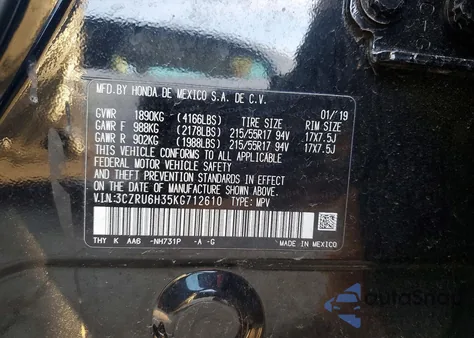 MFD.BY HONDA DE MEXICO S.A. DE C.V.
01/'19
GVWR 1890KG (4166LBS) TIRE SIZE RIM SIZE
GAWR F 988KG (2178LBS) 215/55R17 94V 17X7.5J
GAWR R 902KG (1988LBS) 215/55R17 94V 17X7.5J
THIS VEHICLE CONFORMS TO ALL APPLICABLE
FEDERAL MOTOR VEHICLE SAFETY, BUMPER,
AND THEFT PREVENTION STANDARDS IN EFFECT
ON THE DATE OF MANUFACTURE SHOWN ABOVE.
V.I.N:3CZRU6H35KG712610 TYPE: MPV
THY K AA6 -NH731P -A -G
MADE IN MEXICO
AutoSnap